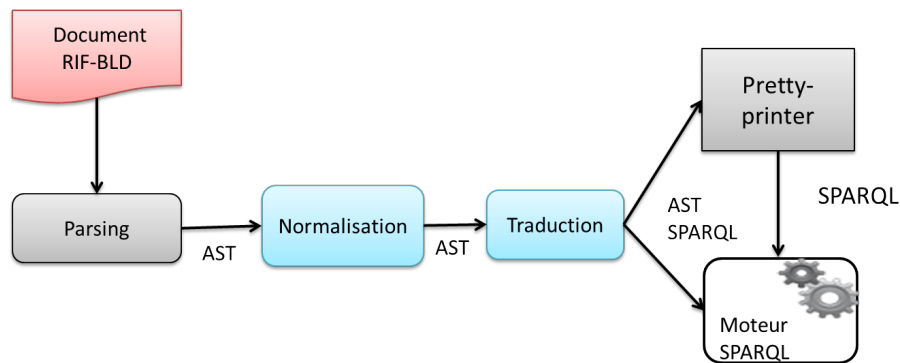 Document
RIF-BLD
Pretty-
printer
Parsing
AST
Normalisation
AST
Traduction
AST
SPARQL
SPARQL
Moteur
SPARQL